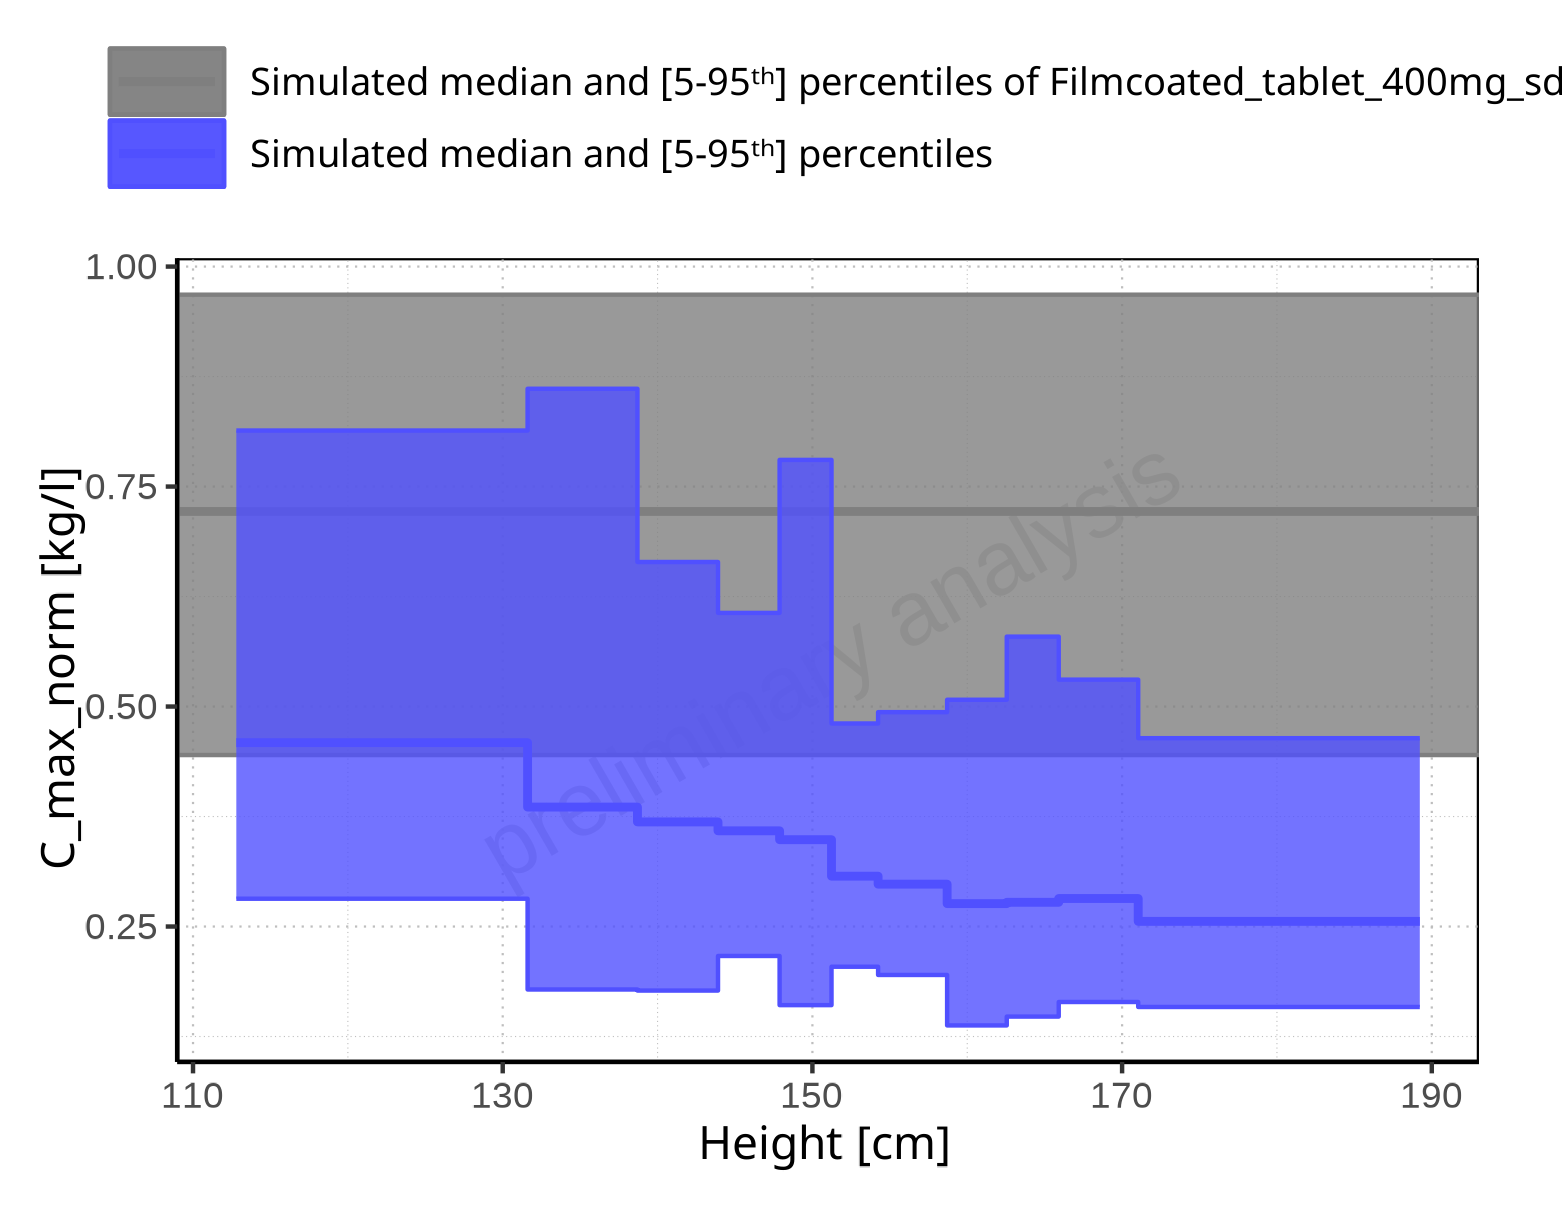 Simulated median and [5-95ᵗʰ] percentiles of Filmcoated_tablet_400mg_sd
Simulated median and [5-95ᵗʰ] percentiles
1.00
0.75
0.50
0.25
C_max_norm [kg/l]
preliminary analysis
110 130 150 170 190
Height [cm]